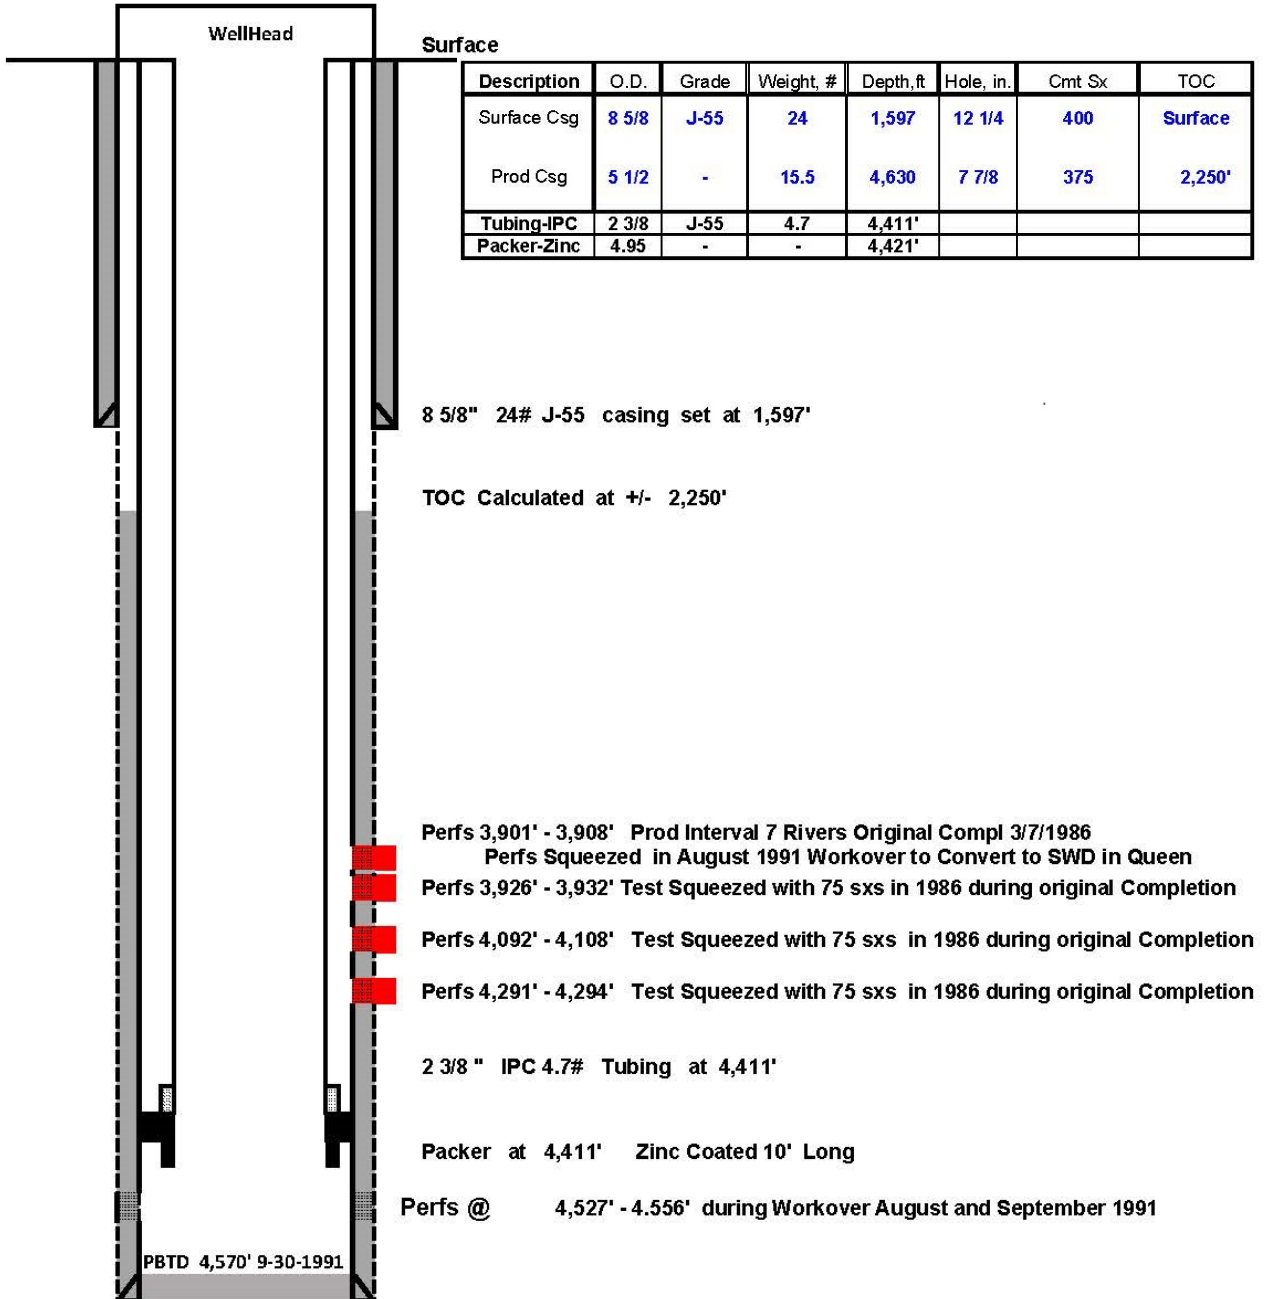 WellHead
Surface
Description O.D. Grade Weight, # Depth,ft Hole, in. Cmt Sx TOC
Surface Csg 8 5/8 J-55 24 1,597 12 1/4 400 Surface
Prod Csg 5 1/2 - 15.5 4,630 7 7/8 375 2,250'
Tubing-IPC 2 3/8 J-55 4.7 4,411'
Packer-Zinc 4.95 - - 4,421'
8 5/8" 24# J-55 casing set at 1,597'
TOC Calculated at +/- 2,250'
Perfs 3,901' - 3,908' Prod Interval 7 Rivers Original Compl 3/7/1986
Perfs Squeezed in August 1991 Workover to Convert to SWD in Queen
Perfs 3,926' - 3,932' Test Squeezed with 75 sxs in 1986 during original Completion
Perfs 4,092' - 4,108' Test Squeezed with 75 sxs in 1986 during original Completion
Perfs 4,291' - 4,294' Test Squeezed with 75 sxs in 1986 during original Completion
2 3/8 " IPC 4.7# Tubing at 4,411'
Packer at 4,411' Zinc Coated 10' Long
Perfs @ 4,527' - 4.556' during Workover August and September 1991
PBTD 4,570' 9-30-1991